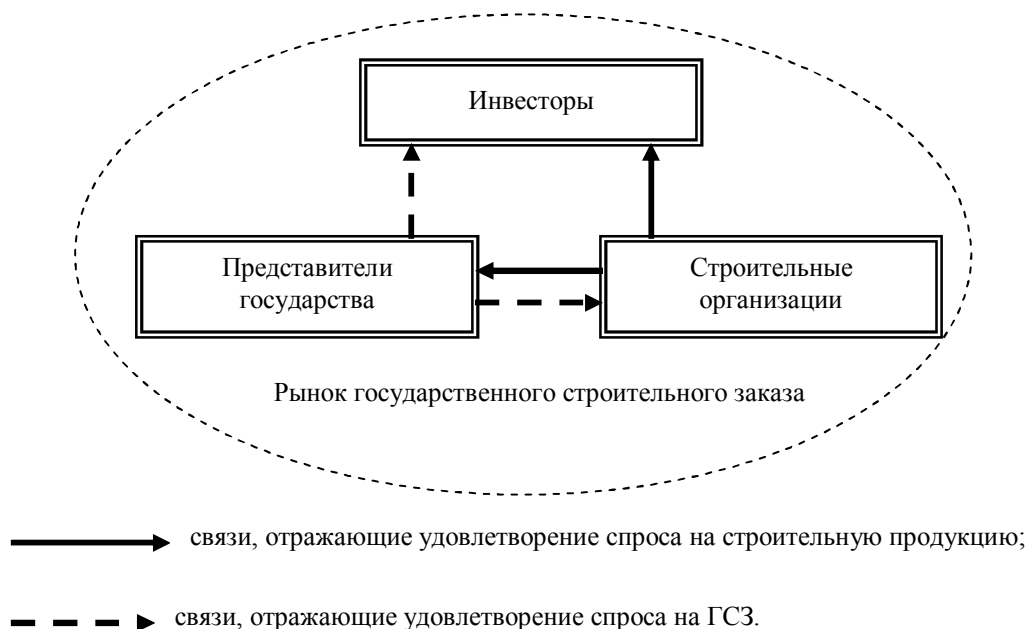 Инвесторы
Представители
государства
Строительные
организации
Рынок государственного строительного заказа
связи, отражающие удовлетворение спроса на строительную продукцию;
связи, отражающие удовлетворение спроса на ГСЗ.